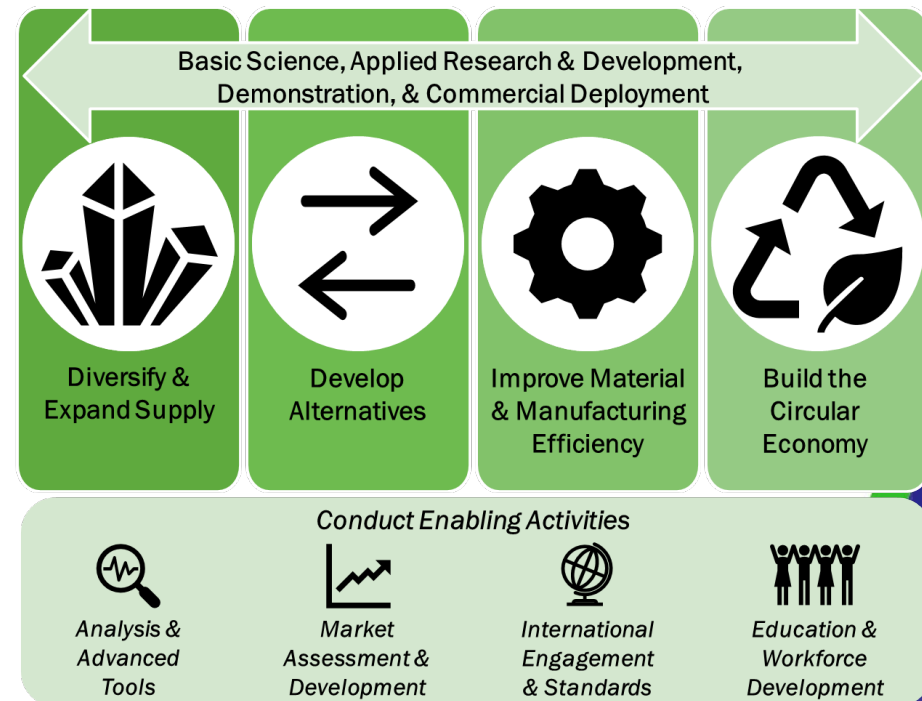 Basic Science, Applied Research & Development,
Demonstration, & Commercial Deployment
Diversify &
Expand Supply
Develop
Alternatives
Improve Material
& Manufacturing
Efficiency
Build the
Circular
Economy
Conduct Enabling Activities
Analysis &
Advanced
Tools
Market
Assessment &
Development
International
Engagement
& Standards
Education &
Workforce
Development